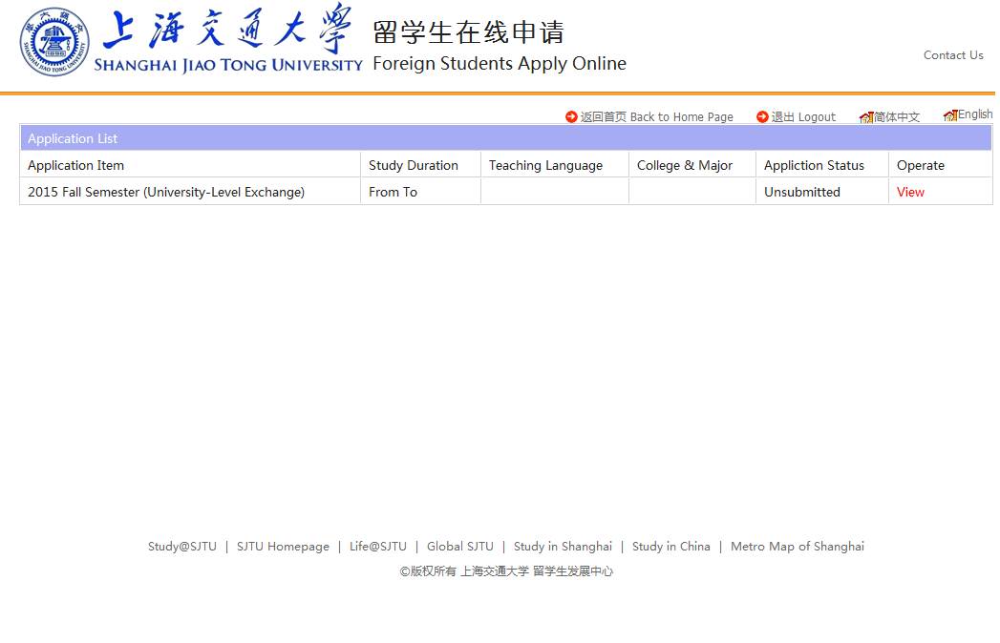 上海交通大学
SHANGHAI JIAO TONG UNIVERSITY
留学生在线申请
Foreign Students Apply Online
Contact Us
返回首页 Back to Home Page 退出 Logout 简体中文 English
Application List
Application Item Study Duration Teaching Language College & Major Appliction Status Operate
2015 Fall Semester (University-Level Exchange) From To Unsubmitted View
Study@SJTU | SJTU Homepage | Life@SJTU | Global SJTU | Study in Shanghai | Study in China | Metro Map of Shanghai
©版权所有 上海交通大学 留学生发展中心